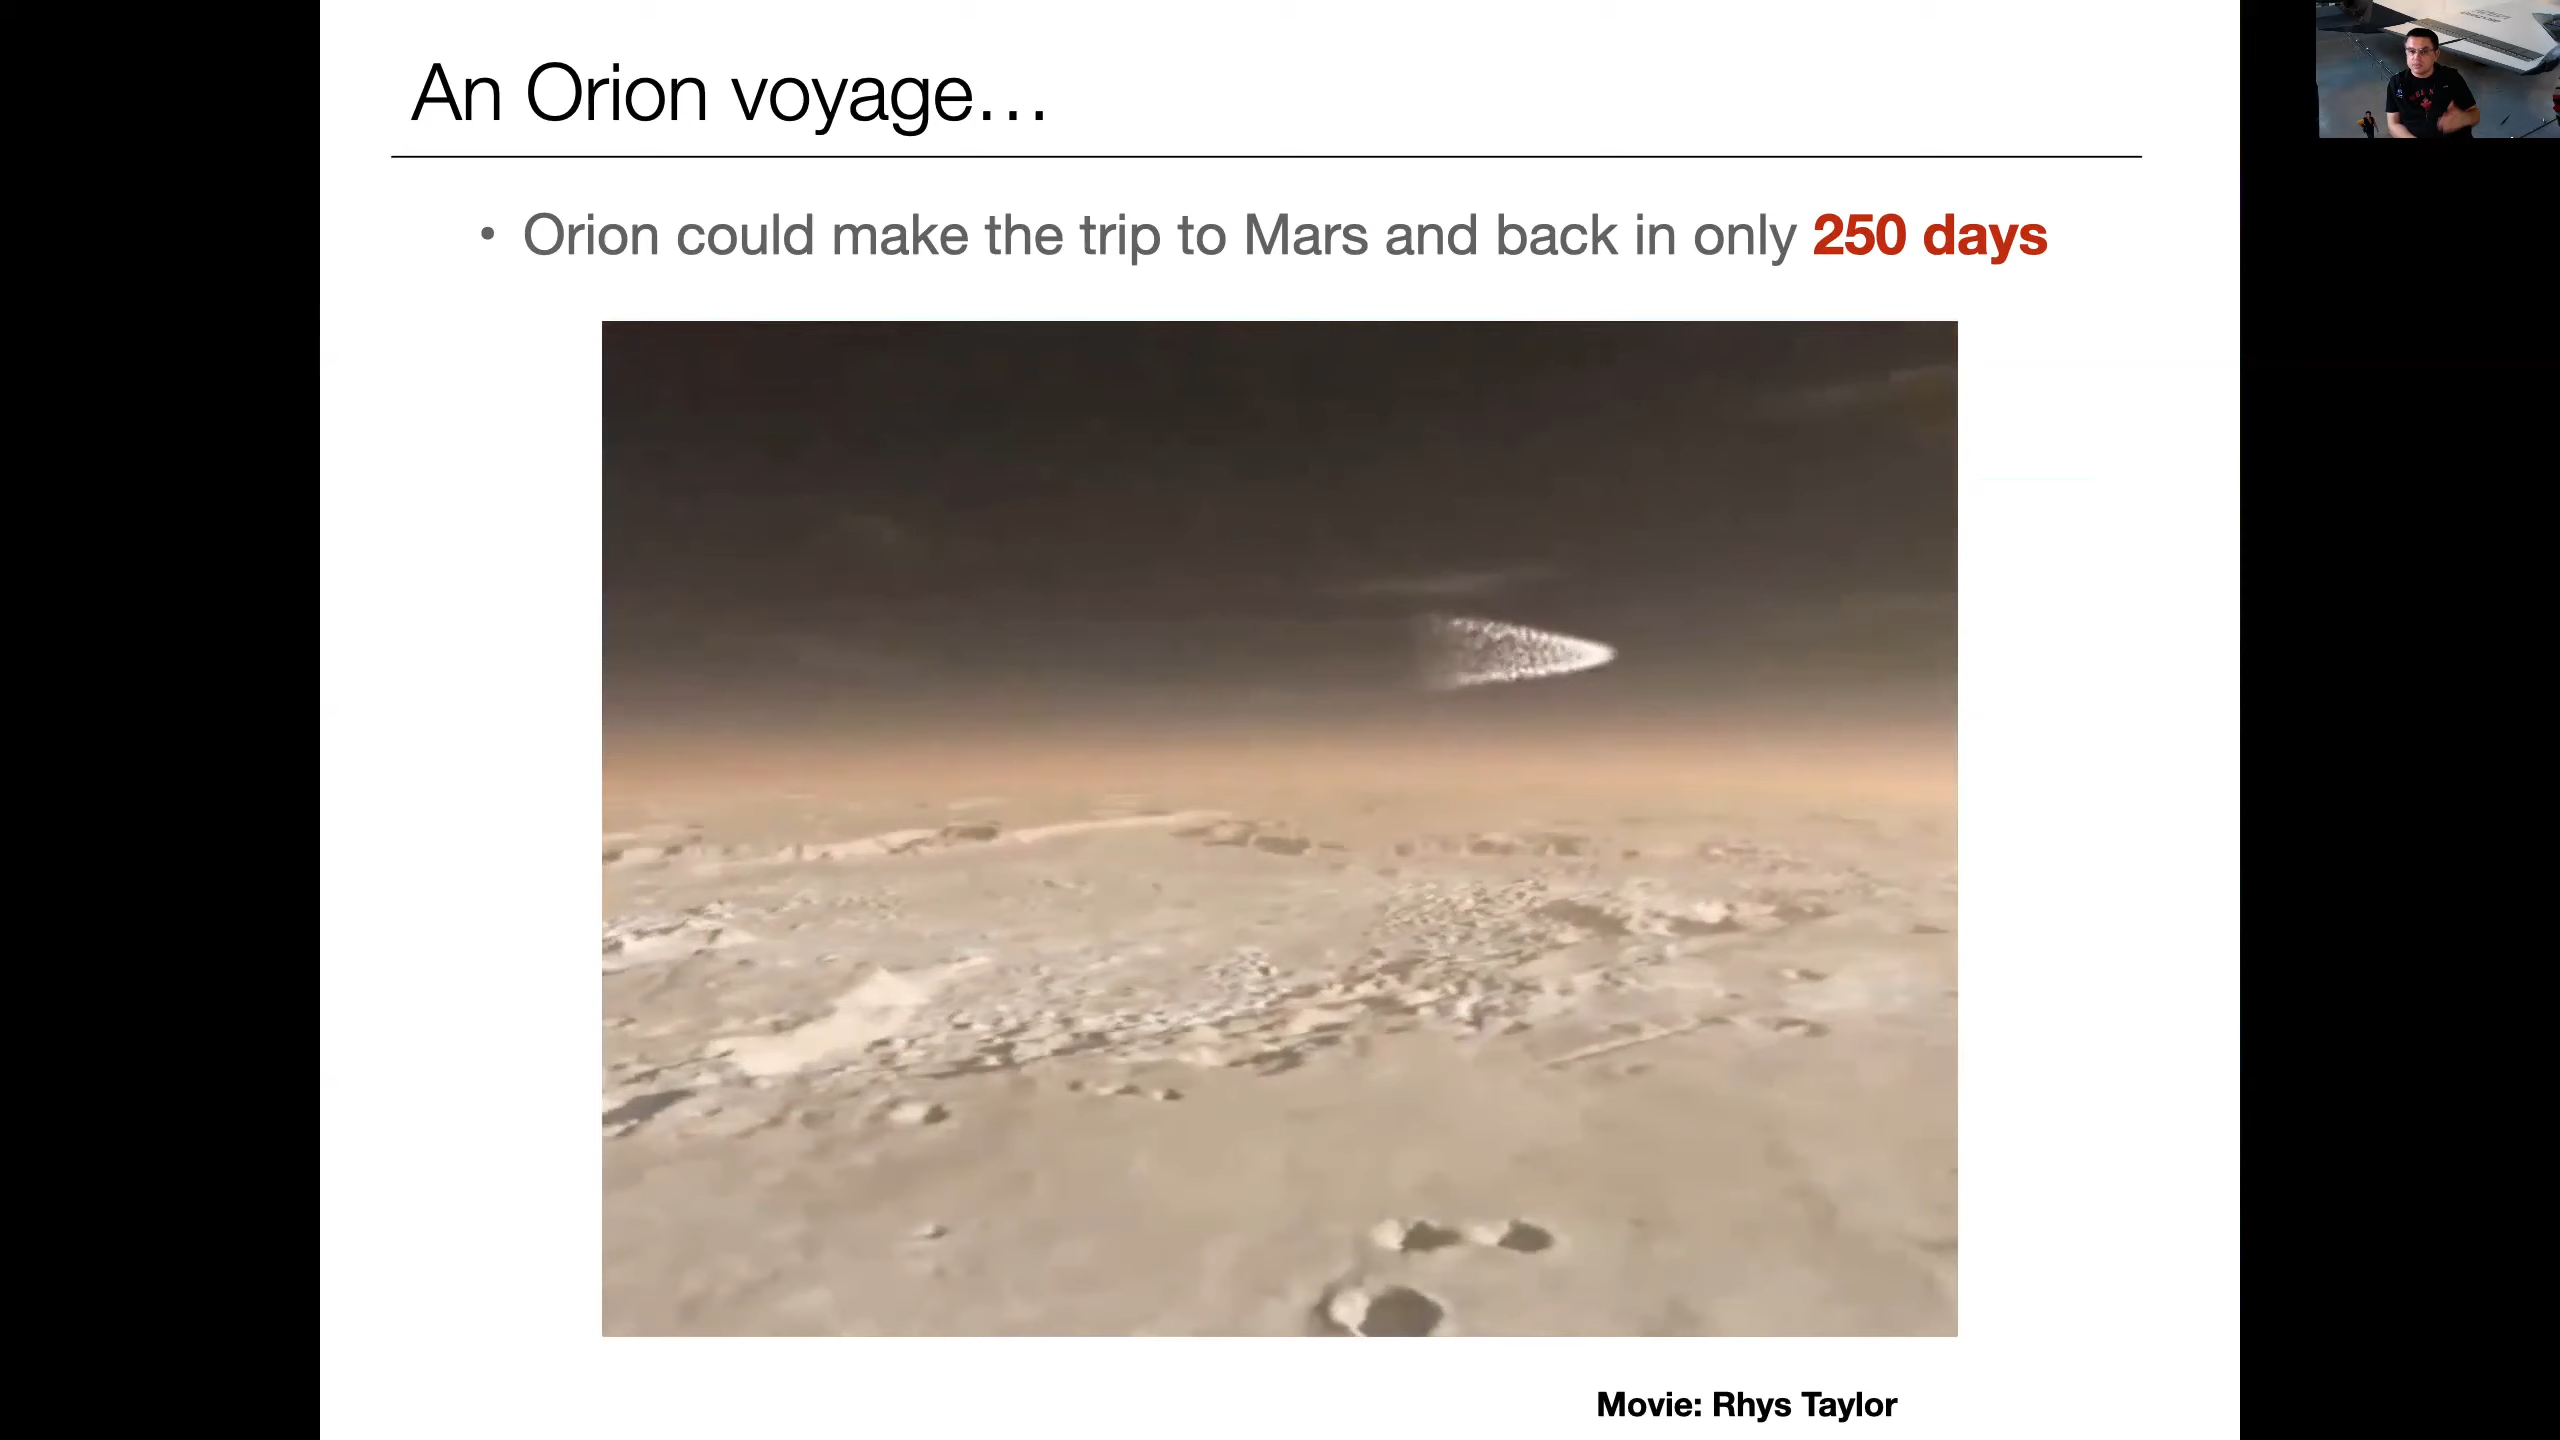 An Orion voyage…
• Orion could make the trip to Mars and back in only 250 days
Movie: Rhys Taylor